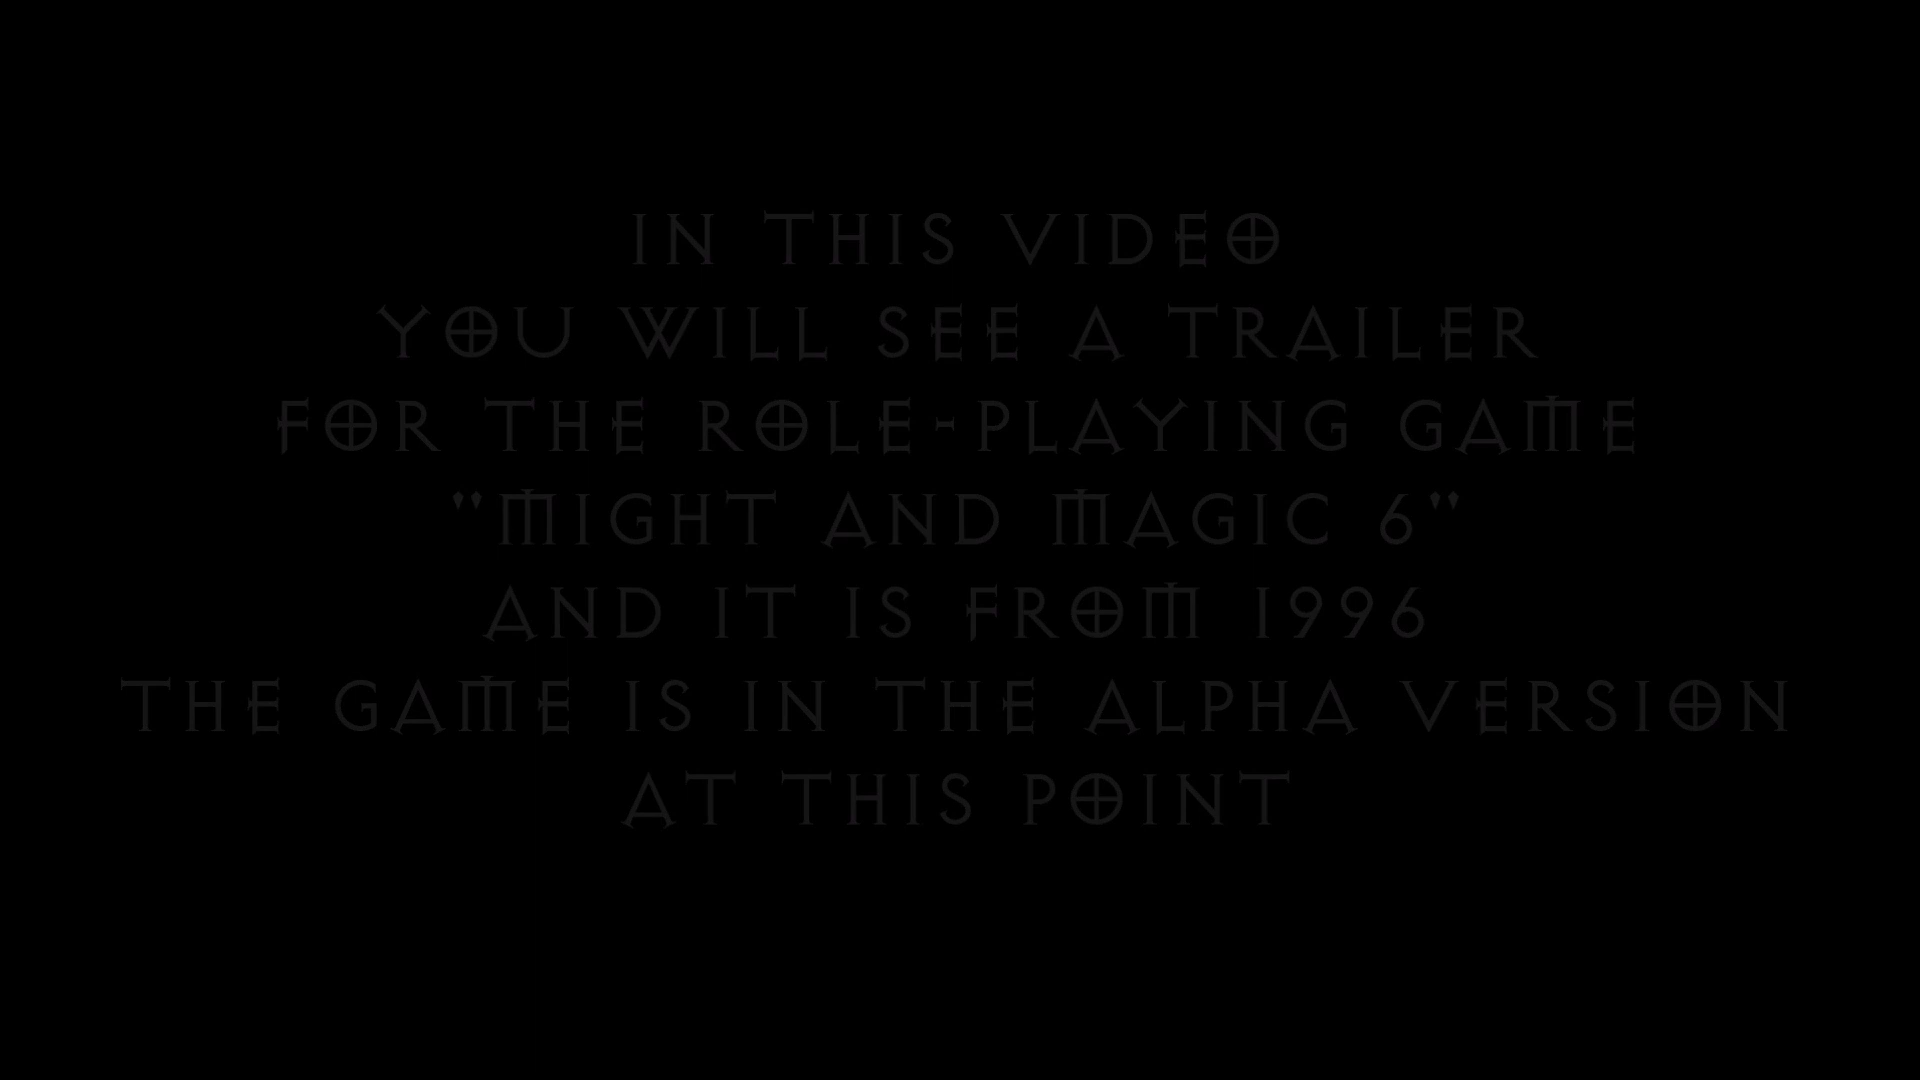 IN THIS VIDEO
YOU WILL SEE A TRAILER
FOR THE ROLE-PLAYING GAME
"MIGHT AND MAGIC 6"
AND IT IS FROM 1996
THE GAME IS IN THE ALPHA VERSION
AT THIS POINT